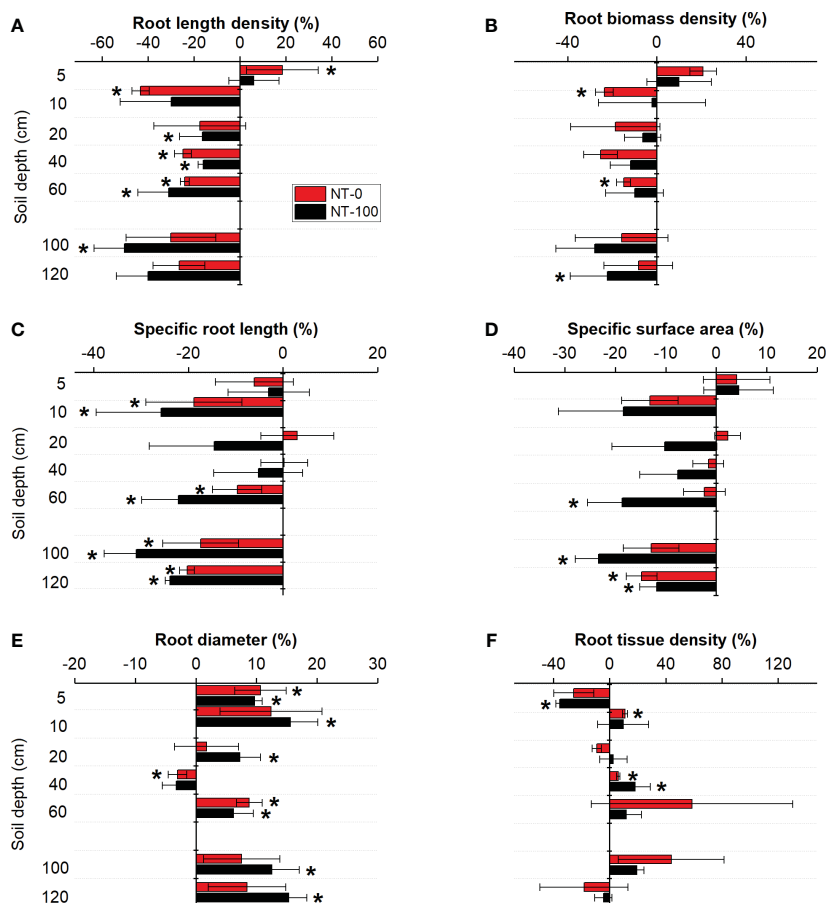 A
Root length density (%)
-60 -40 -20 0 20 40 60
Soil depth (cm)
5 *
* 10
* 20
* * 40
* * 60
* 100
120
NT-0
NT-100
B
Root biomass density (%)
-40 0 40
*
*
*
C
Specific root length (%)
-40 -20 0 20
Soil depth (cm)
5
* * 10
20
40
* * 60
* * 100
* * 120
D
Specific surface area (%)
-40 -30 -20 -10 0 10 20
*
*
* *
E
Root diameter (%)
-20 -10 0 10 20 30
Soil depth (cm)
5 * *
10 *
20 *
40 *
60 * *
100 *
120 *
F
Root tissue density (%)
-40 0 40 80 120
*
*
* *